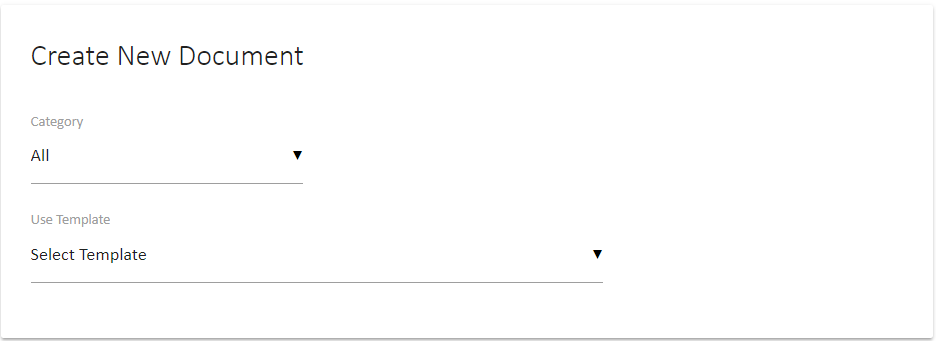 Create New Document
Category
All
Use Template
Select Template